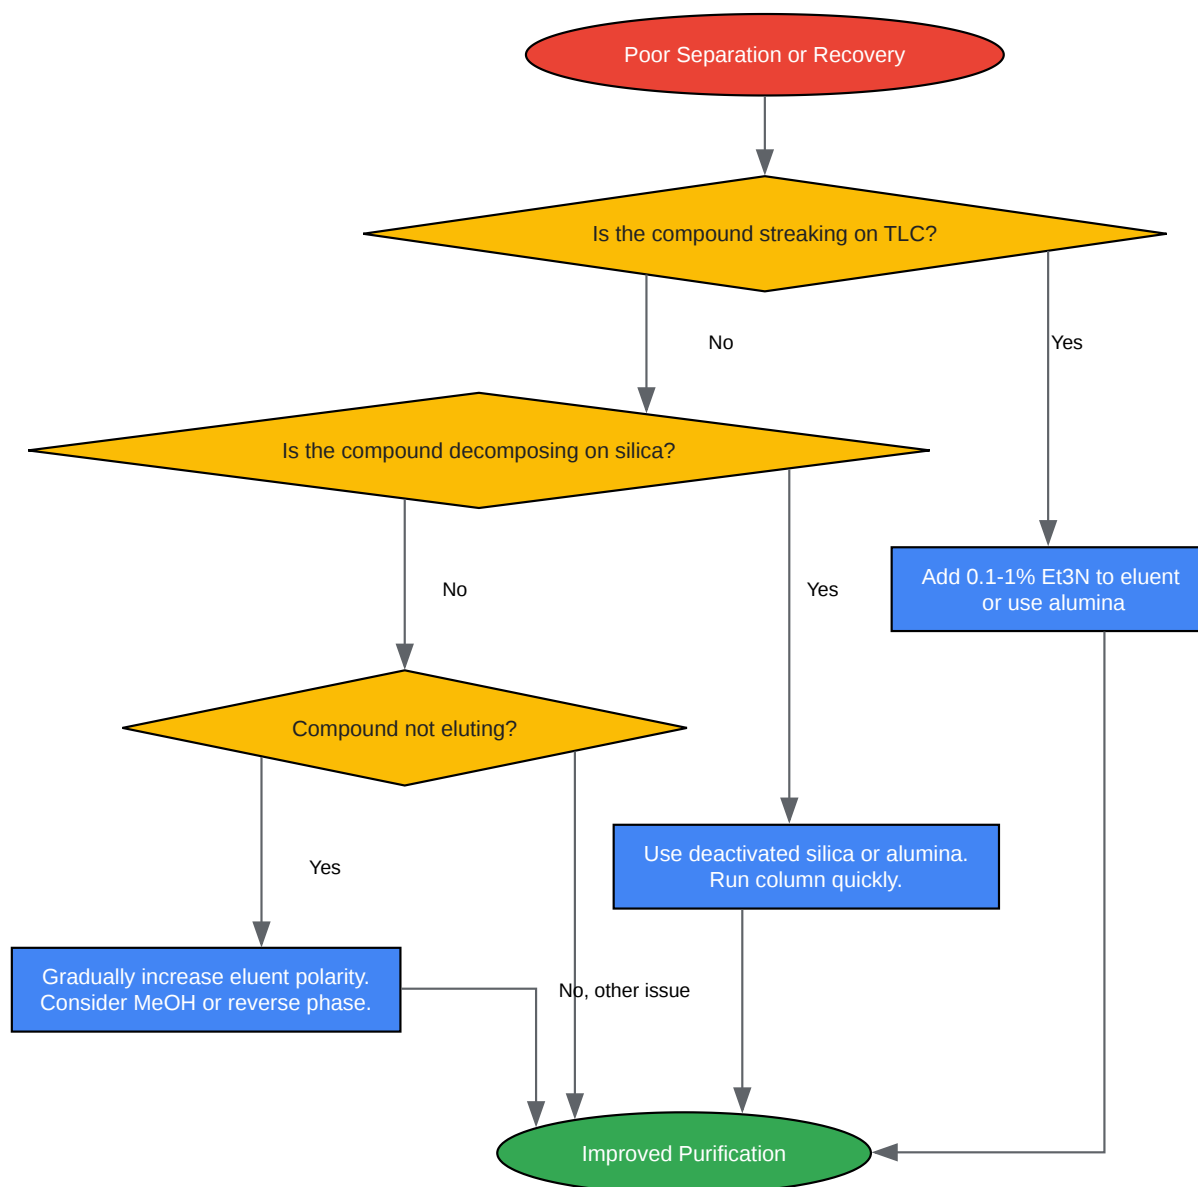 Poor Separation or Recovery
Is the compound streaking on TLC?
No
Yes
Is the compound decomposing on silica?
Add 0.1-1% Et3N to eluent
or use alumina
No
Yes
Compound not eluting?
Use deactivated silica or alumina.
Run column quickly.
Yes
Gradually increase eluent polarity.
Consider MeOH or reverse phase.
No, other issue
Improved Purification